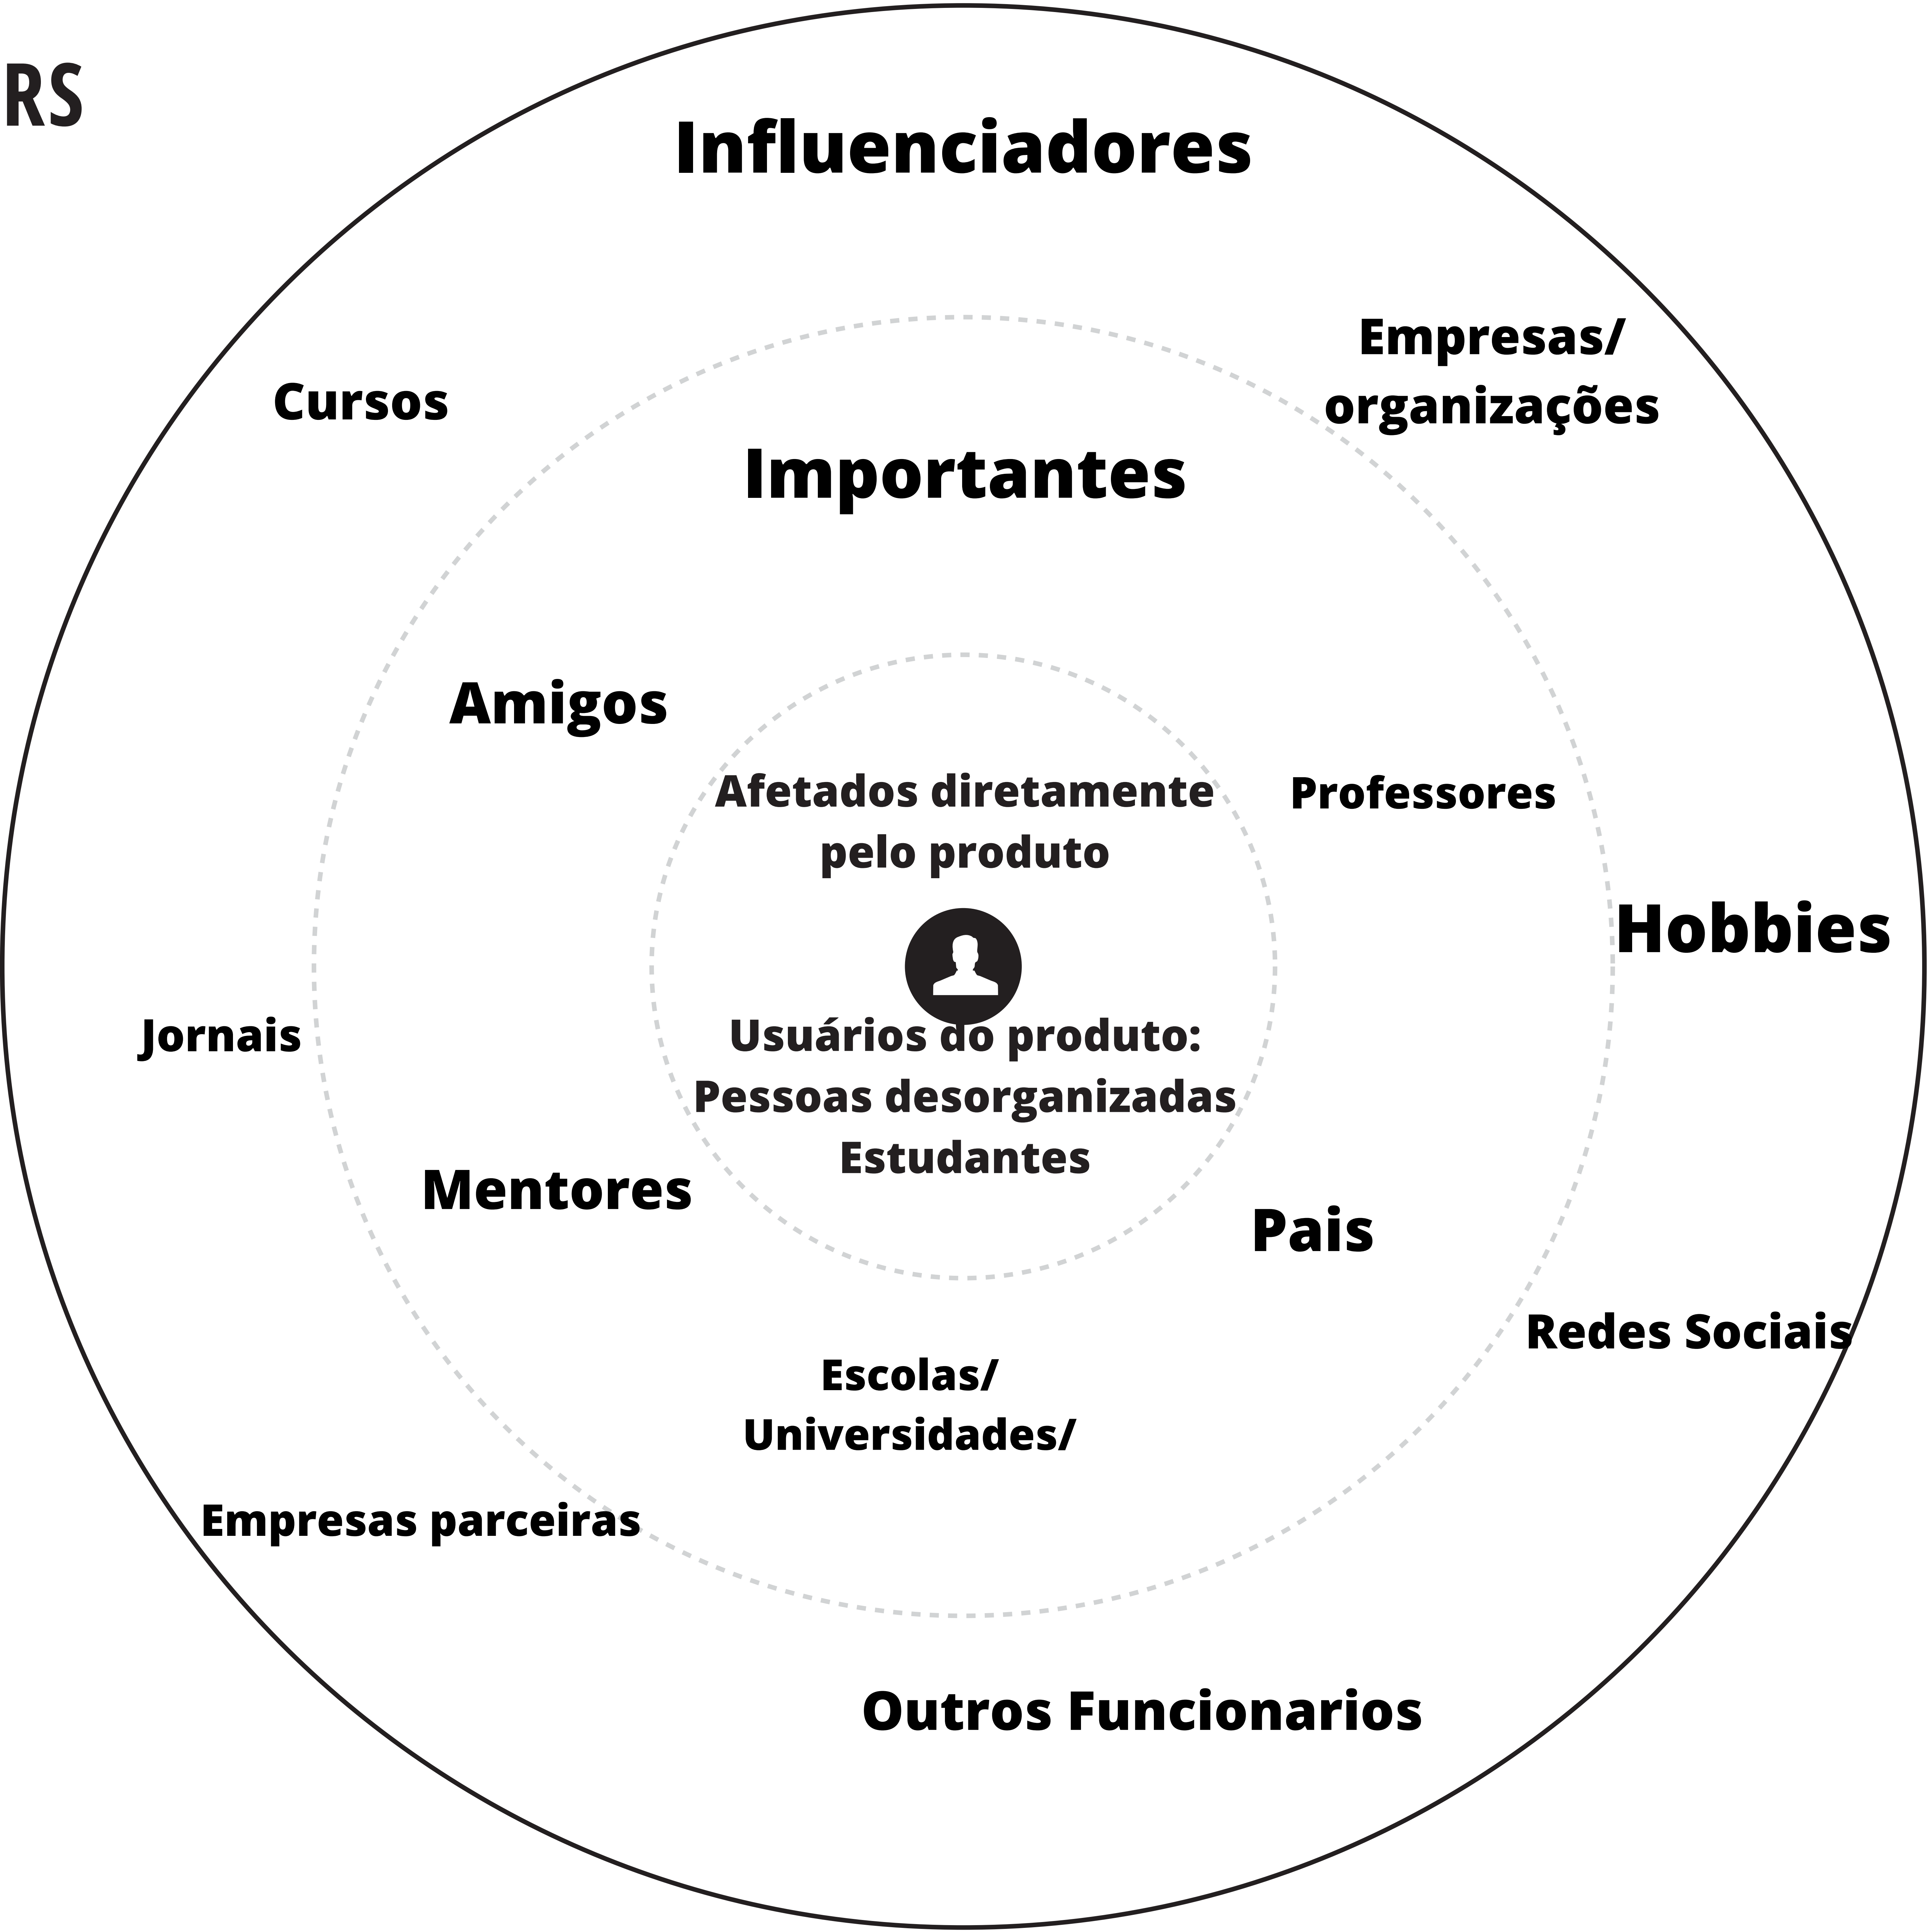 RS
Influenciadores
Empresas/
organizações
Cursos
Importantes
Amigos
Afetados diretamente
pelo produto
Professores
Hobbies
Jornais
Usuários do produto:
Pessoas desorganizadas
Estudantes
Mentores
Pais
Redes Sociais
Escolas/
Universidades/
Empresas parceiras
Outros Funcionarios